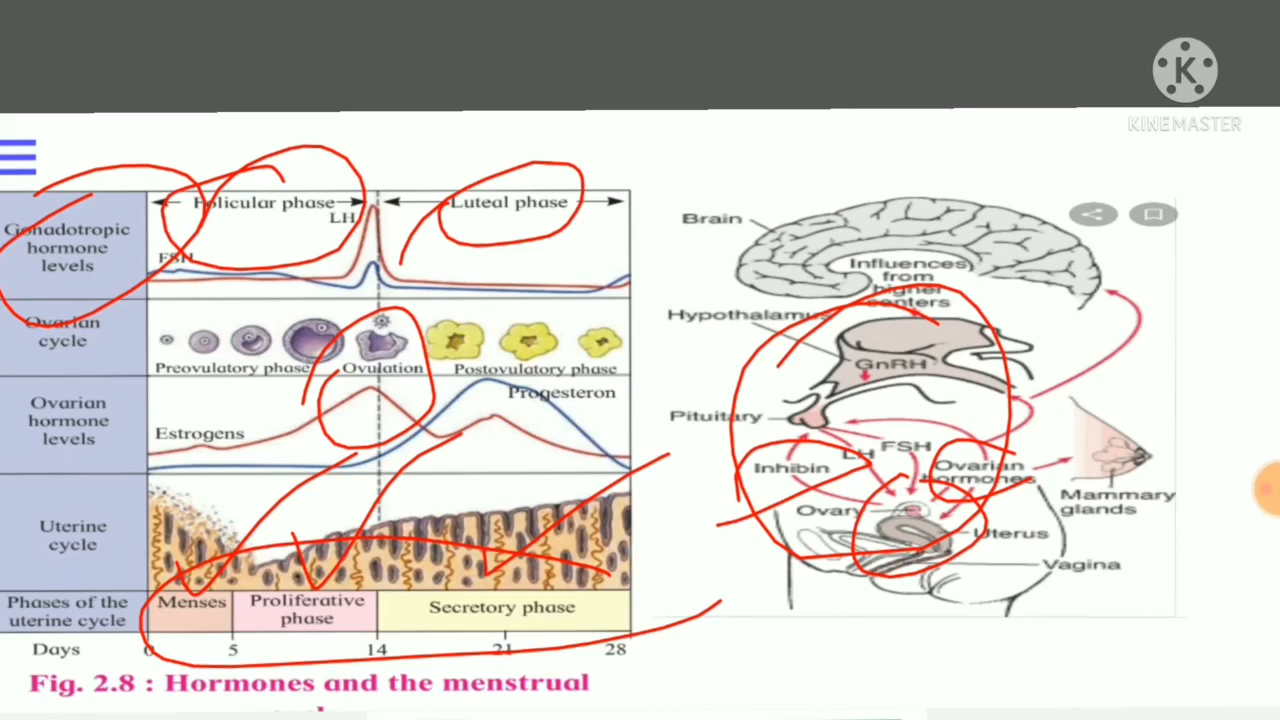 K
KINEMASTER
Follicular phase
Luteal phase
LH
FSH
Gonadotropic
hormone
levels
Ovarian
cycle
Preovulatory phase
Ovulation
Postovulatory phase
Ovarian
hormone
levels
Estrogens
Progesteron
Uterine
cycle
Phases of the
uterine cycle
Menses
Proliferative
phase
Secretory phase
Days
0 5 14 21 28
Fig. 2.8 : Hormones and the menstrual
Brain
Influences
from
higher
centers
Hypothalamus
GnRH
Pituitary
Inhibin
LH
FSH
Ovarian
hormones
Ovary
Uterus
Vagina
Mammary
glands